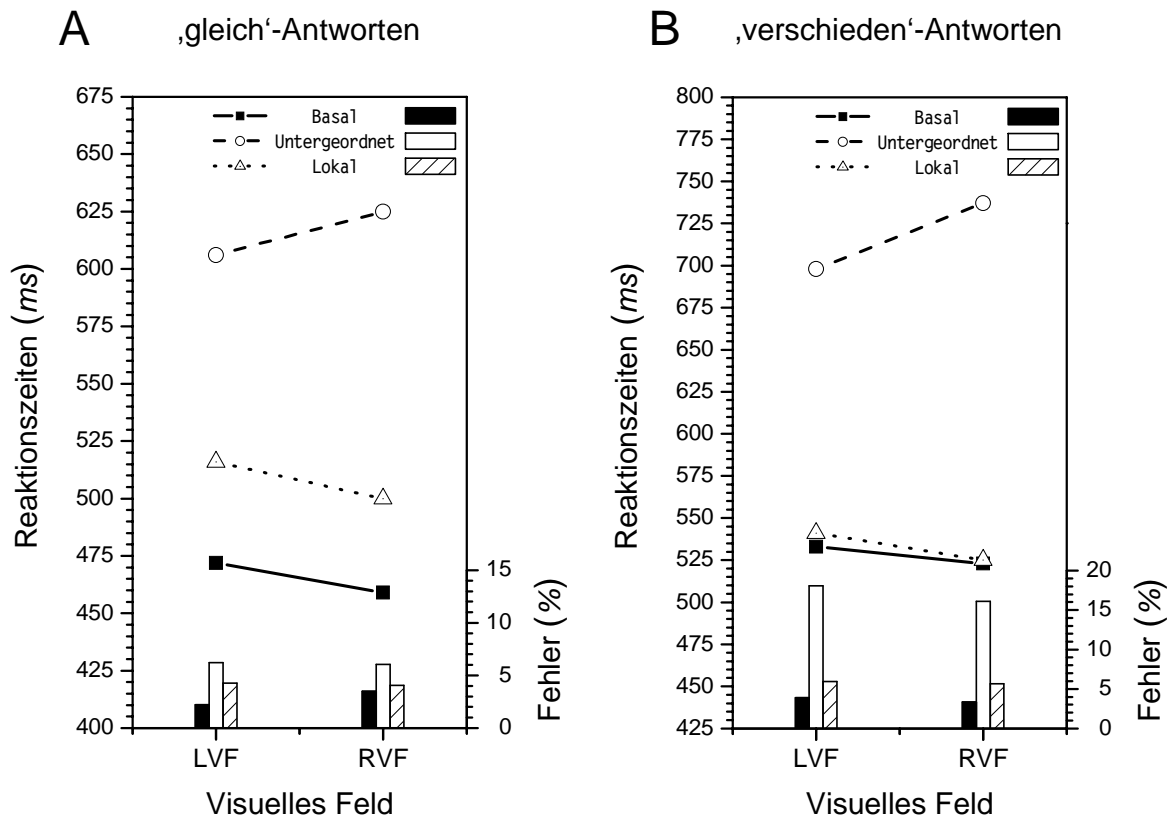 A ‚gleich‘-Antworten
675
650
625
600
575
550
525
500
475
450
425
400
Reaktionszeiten (ms)
Basal
Untergeordnet
Lokal
15
10
5
0
Fehler (%)
LVF RVF
Visuelles Feld
B ‚verschieden‘-Antworten
800
775
750
725
700
675
650
625
600
575
550
525
500
475
450
425
Reaktionszeiten (ms)
Basal
Untergeordnet
Lokal
20
15
10
5
0
Fehler (%)
LVF RVF
Visuelles Feld